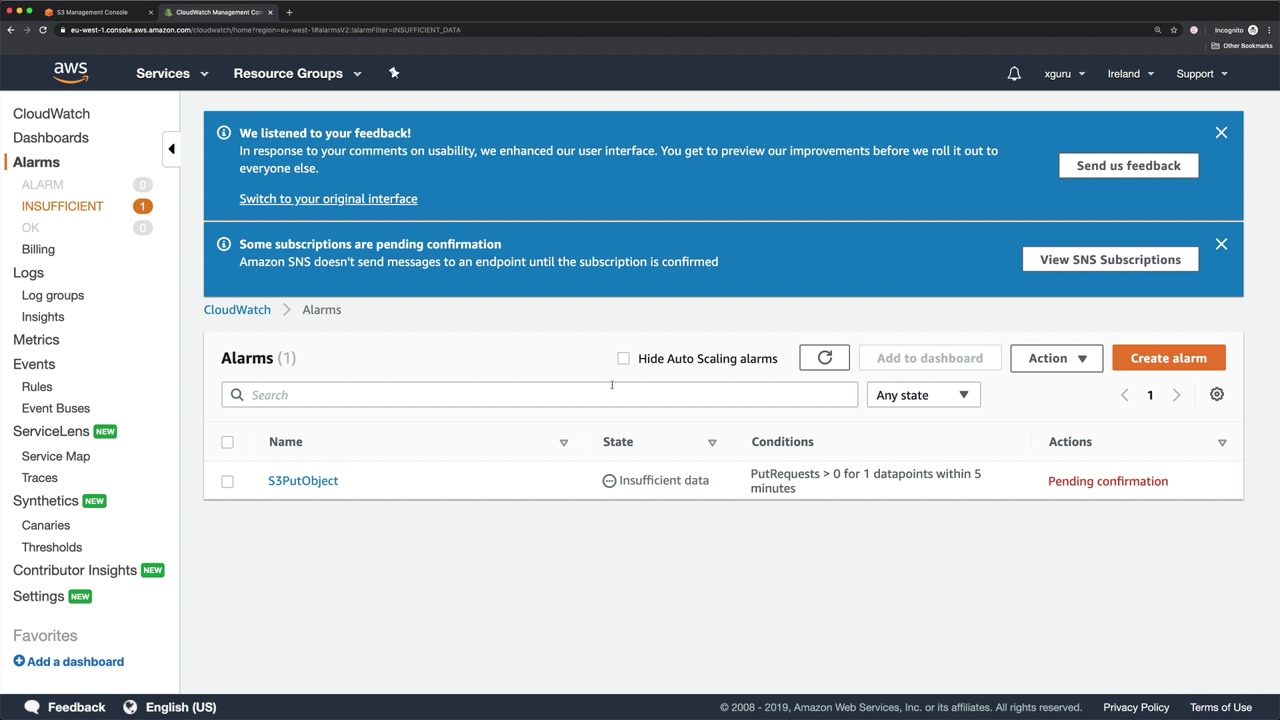 S3 Management Console
CloudWatch Management Con
eu-west-1.console.aws.amazon.com/cloudwatch/home?region=eu-west-1#alarmsV2:!alarmFilter=INSUFFICIENT_DATA
Incognito
Other Bookmarks
aws
Services
Resource Groups
xguru
Ireland
Support
CloudWatch
Dashboards
Alarms
ALARM 0
INSUFFICIENT 1
OK 0
Billing
Logs
Log groups
Insights
Metrics
Events
Rules
Event Buses
ServiceLens NEW
Service Map
Traces
Synthetics NEW
Canaries
Thresholds
Contributor Insights NEW
Settings NEW
Favorites
Add a dashboard
We listened to your feedback!
In response to your comments on usability, we enhanced our user interface. You get to preview our improvements before we roll it out to
everyone else.
Switch to your original interface
Send us feedback
Some subscriptions are pending confirmation
Amazon SNS doesn't send messages to an endpoint until the subscription is confirmed
View SNS Subscriptions
CloudWatch > Alarms
Alarms (1)
Hide Auto Scaling alarms
Add to dashboard
Action
Create alarm
Search
Any state
1
Name
State
Conditions
Actions
S3PutObject
Insufficient data
PutRequests > 0 for 1 datapoints within 5
minutes
Pending confirmation
Feedback
English (US)
© 2008 - 2019, Amazon Web Services, Inc. or its affiliates. All rights reserved.
Privacy Policy
Terms of Use